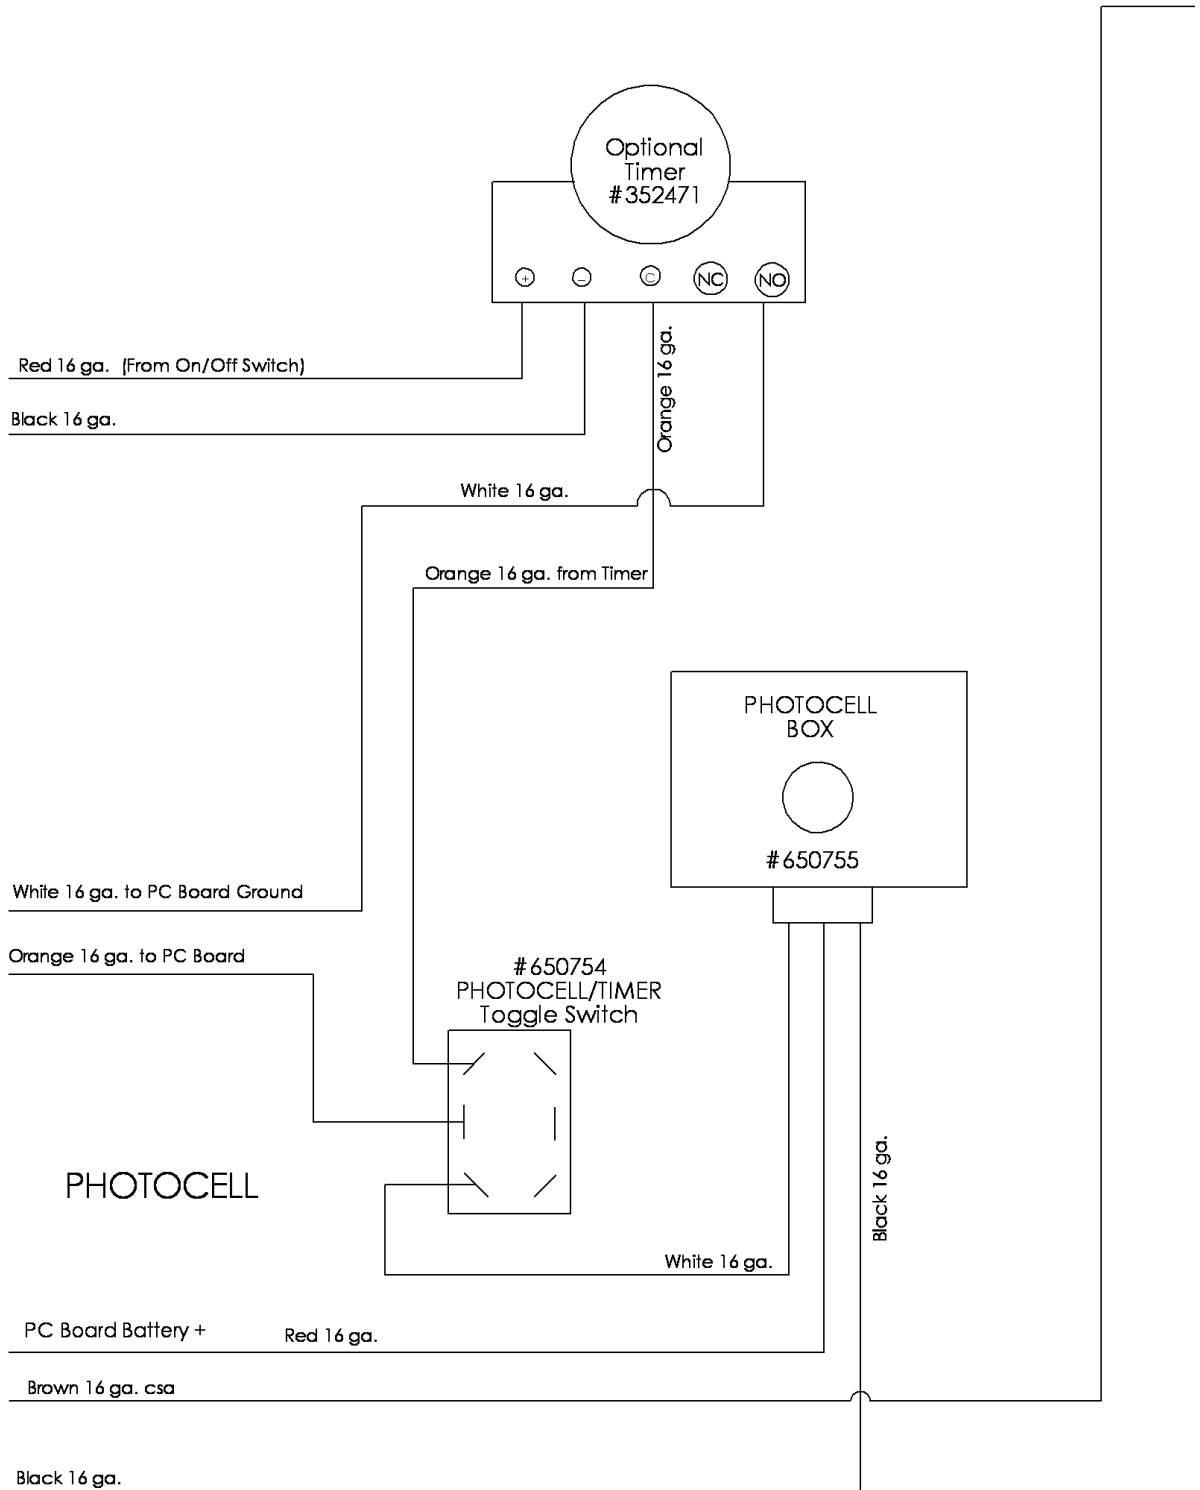 Optional
Timer
#352471
+
−
C
NC
NO
Red 16 ga. (From On/Off Switch)
Orange 16 ga.
Black 16 ga.
White 16 ga.
Orange 16 ga. from Timer
PHOTOCELL
BOX
#650755
White 16 ga. to PC Board Ground
Orange 16 ga. to PC Board
#650754
PHOTOCELL/TIMER
Toggle Switch
PHOTOCELL
Black 16 ga.
White 16 ga.
PC Board Battery +
Red 16 ga.
Brown 16 ga. csa
Black 16 ga.